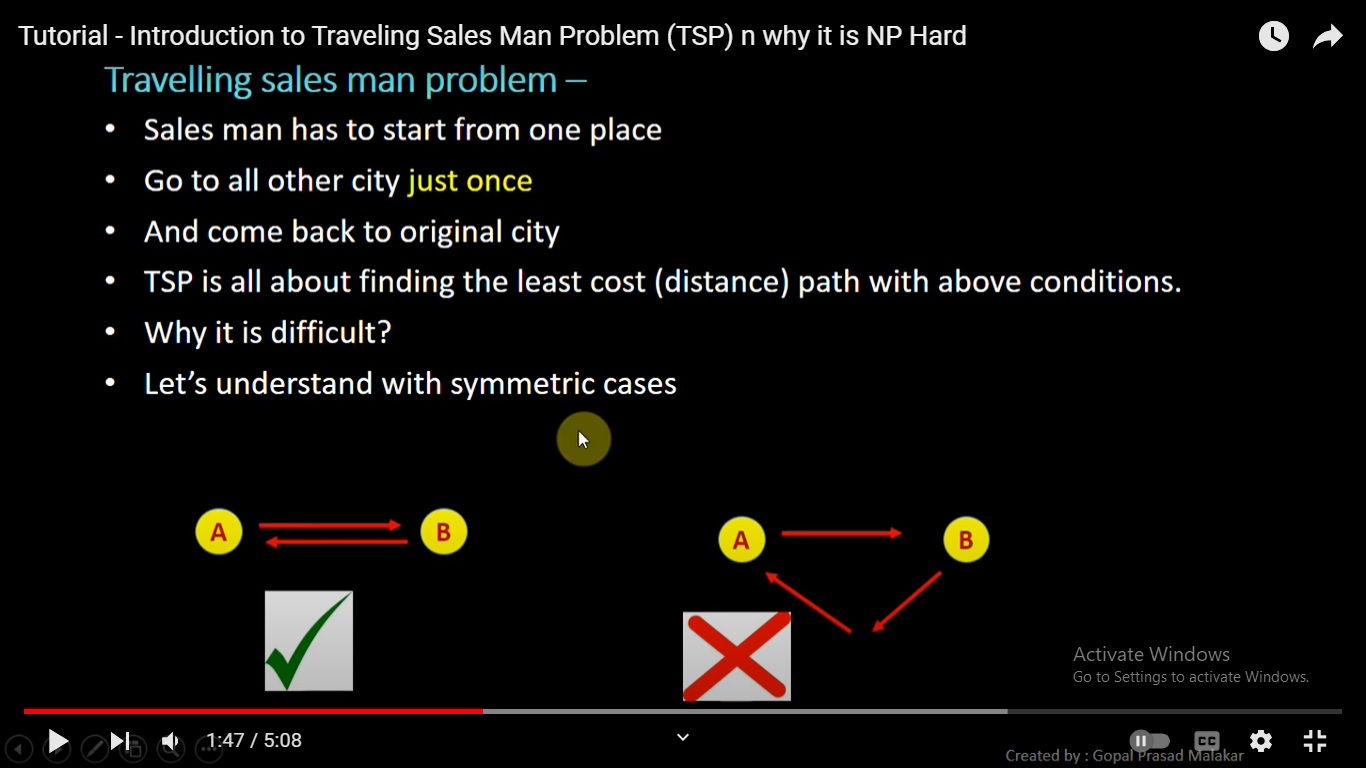 Tutorial - Introduction to Traveling Sales Man Problem (TSP) n why it is NP Hard
Travelling sales man problem –
• Sales man has to start from one place
• Go to all other city just once
• And come back to original city
• TSP is all about finding the least cost (distance) path with above conditions.
• Why it is difficult?
• Let's understand with symmetric cases
A B
A B
Activate Windows
Go to Settings to activate Windows.
1:47 / 5:08
CC
Created by : Gopal Prasad Malakar